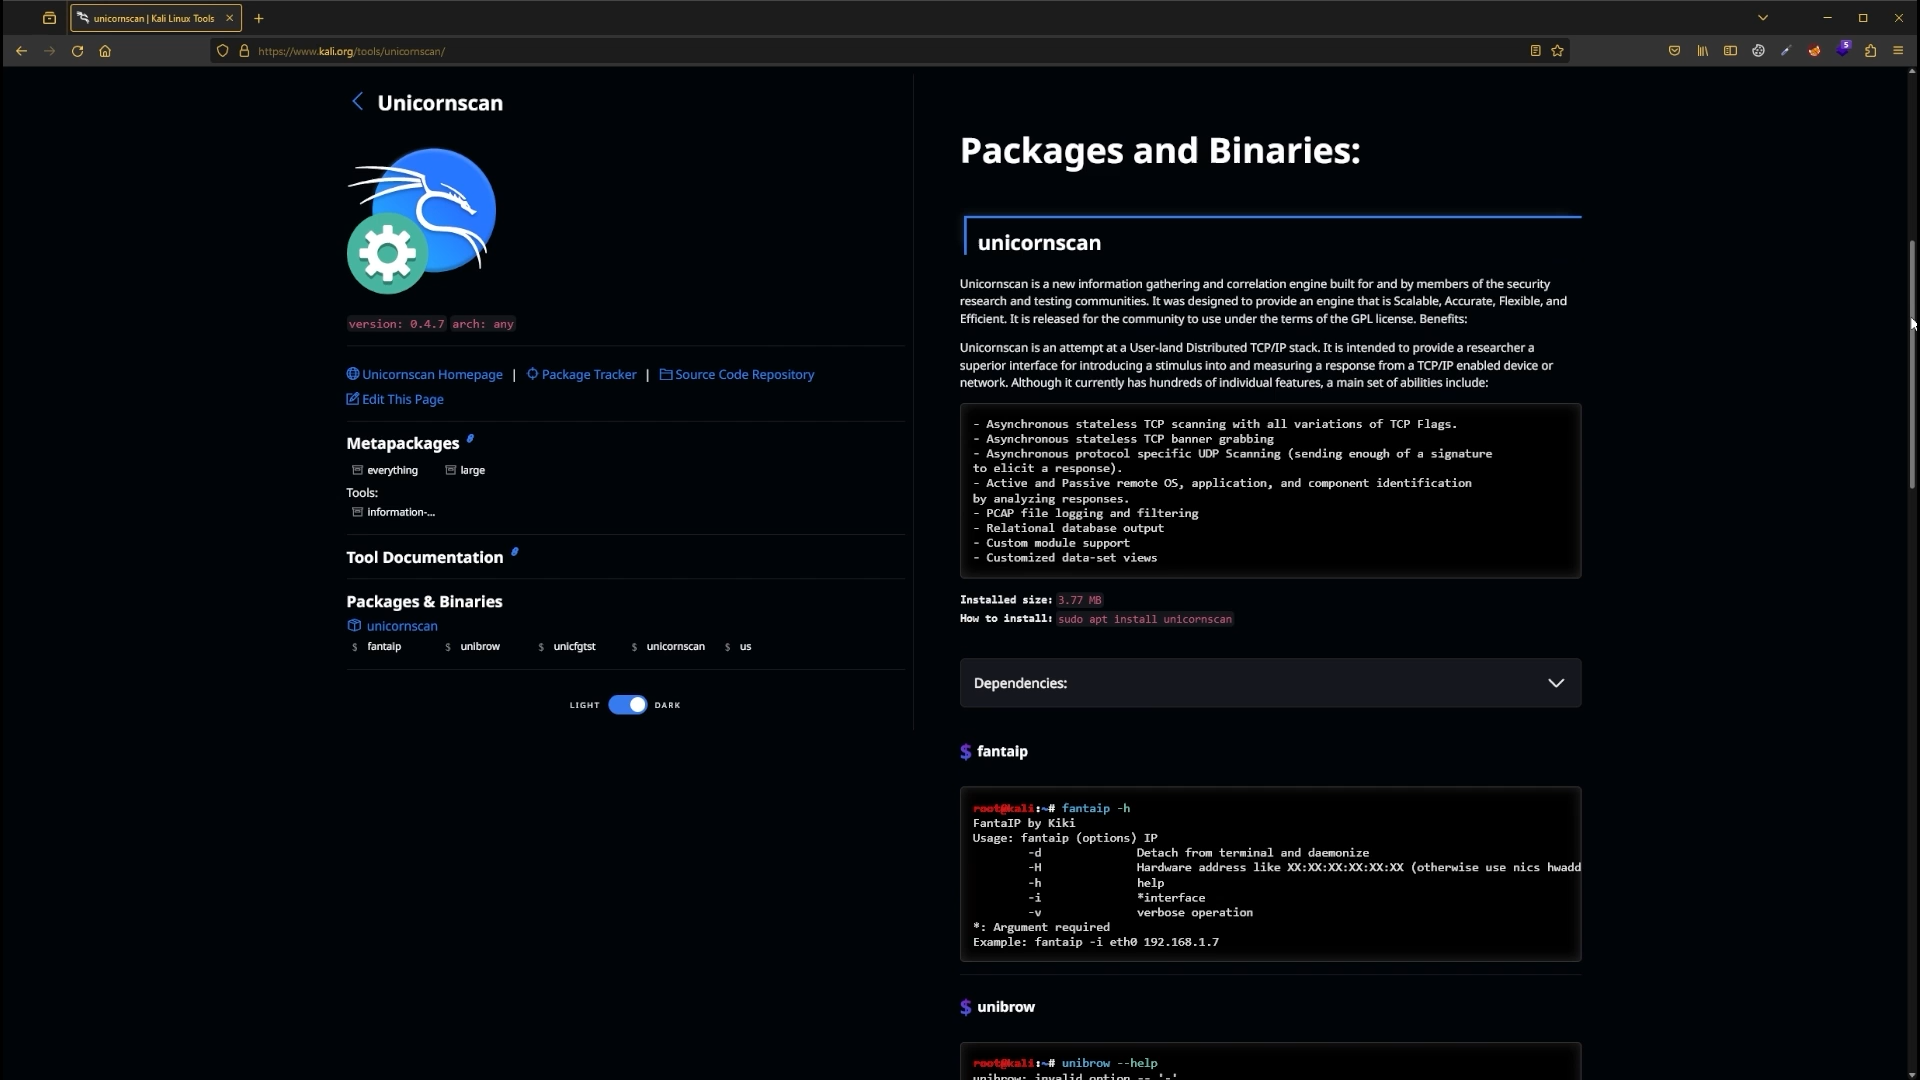 unicornscan | Kali Linux Tools
https://www.kali.org/tools/unicornscan/
5
Unicornscan
version: 0.4.7 arch: any
Unicornscan Homepage | Package Tracker | Source Code Repository
Edit This Page
Metapackages
everything large
Tools:
information-...
Tool Documentation
Packages & Binaries
unicornscan
$ fantaip $ unibrow $ unicfgtst $ unicornscan $ us
LIGHT DARK
Packages and Binaries:
unicornscan
Unicornscan is a new information gathering and correlation engine built for and by members of the security
research and testing communities. It was designed to provide an engine that is Scalable, Accurate, Flexible, and
Efficient. It is released for the community to use under the terms of the GPL license. Benefits:
Unicornscan is an attempt at a User-land Distributed TCP/IP stack. It is intended to provide a researcher a
superior interface for introducing a stimulus into and measuring a response from a TCP/IP enabled device or
network. Although it currently has hundreds of individual features, a main set of abilities include:
- Asynchronous stateless TCP scanning with all variations of TCP Flags.
- Asynchronous stateless TCP banner grabbing
- Asynchronous protocol specific UDP Scanning (sending enough of a signature
to elicit a response).
- Active and Passive remote OS, application, and component identification
by analyzing responses.
- PCAP file logging and filtering
- Relational database output
- Custom module support
- Customized data-set views
Installed size: 3.77 MB
How to install: sudo apt install unicornscan
Dependencies:
$ fantaip
root@kali:~# fantaip -h
FantaIP by Kiki
Usage: fantaip (options) IP
-d Detach from terminal and daemonize
-H Hardware address like XX:XX:XX:XX:XX:XX (otherwise use nics hwadd
-h help
-i *interface
-v verbose operation
*: Argument required
Example: fantaip -i eth0 192.168.1.7
$ unibrow
root@kali:~# unibrow --help
unibrow: invalid option -- '-'